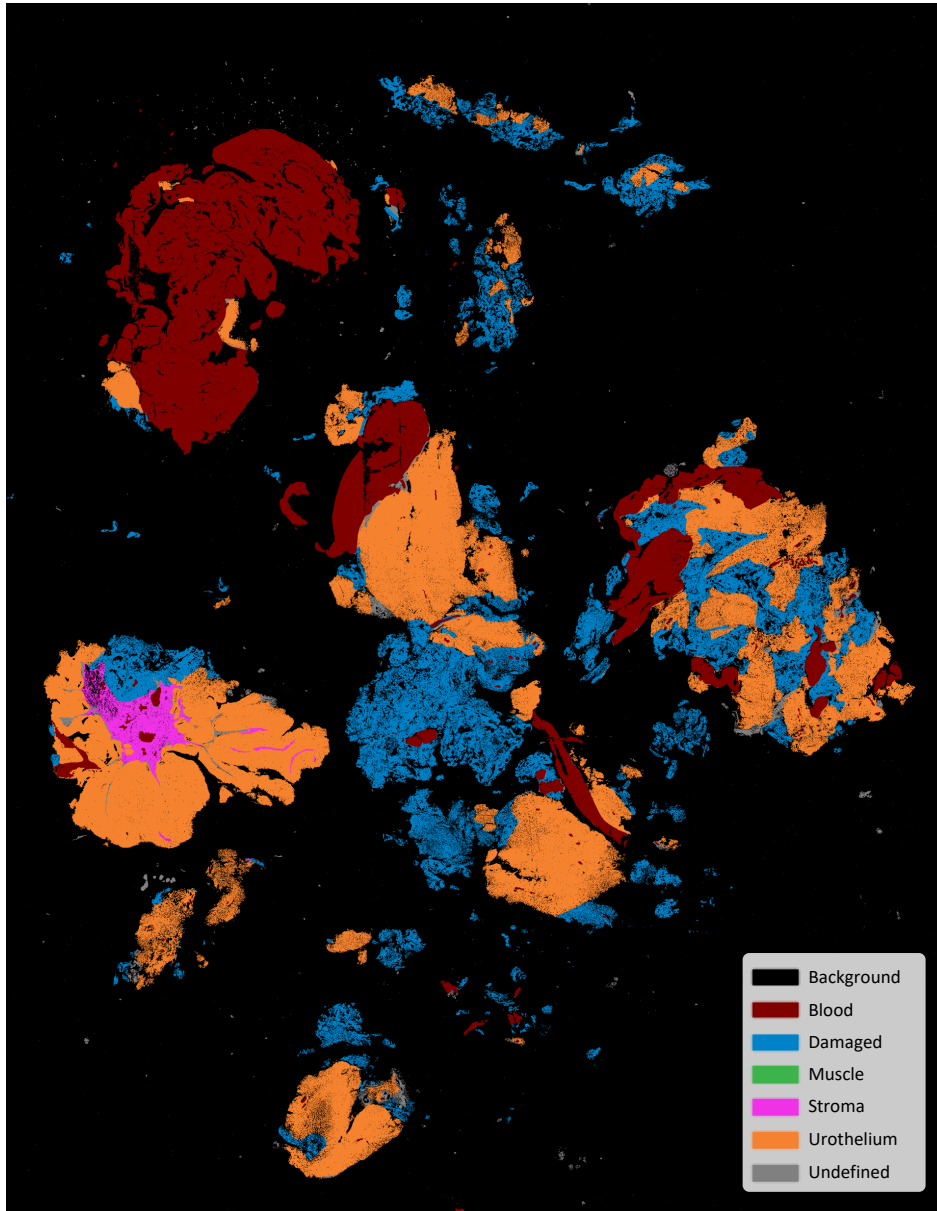 Background
Blood
Damaged
Muscle
Stroma
Urothelium
Undefined